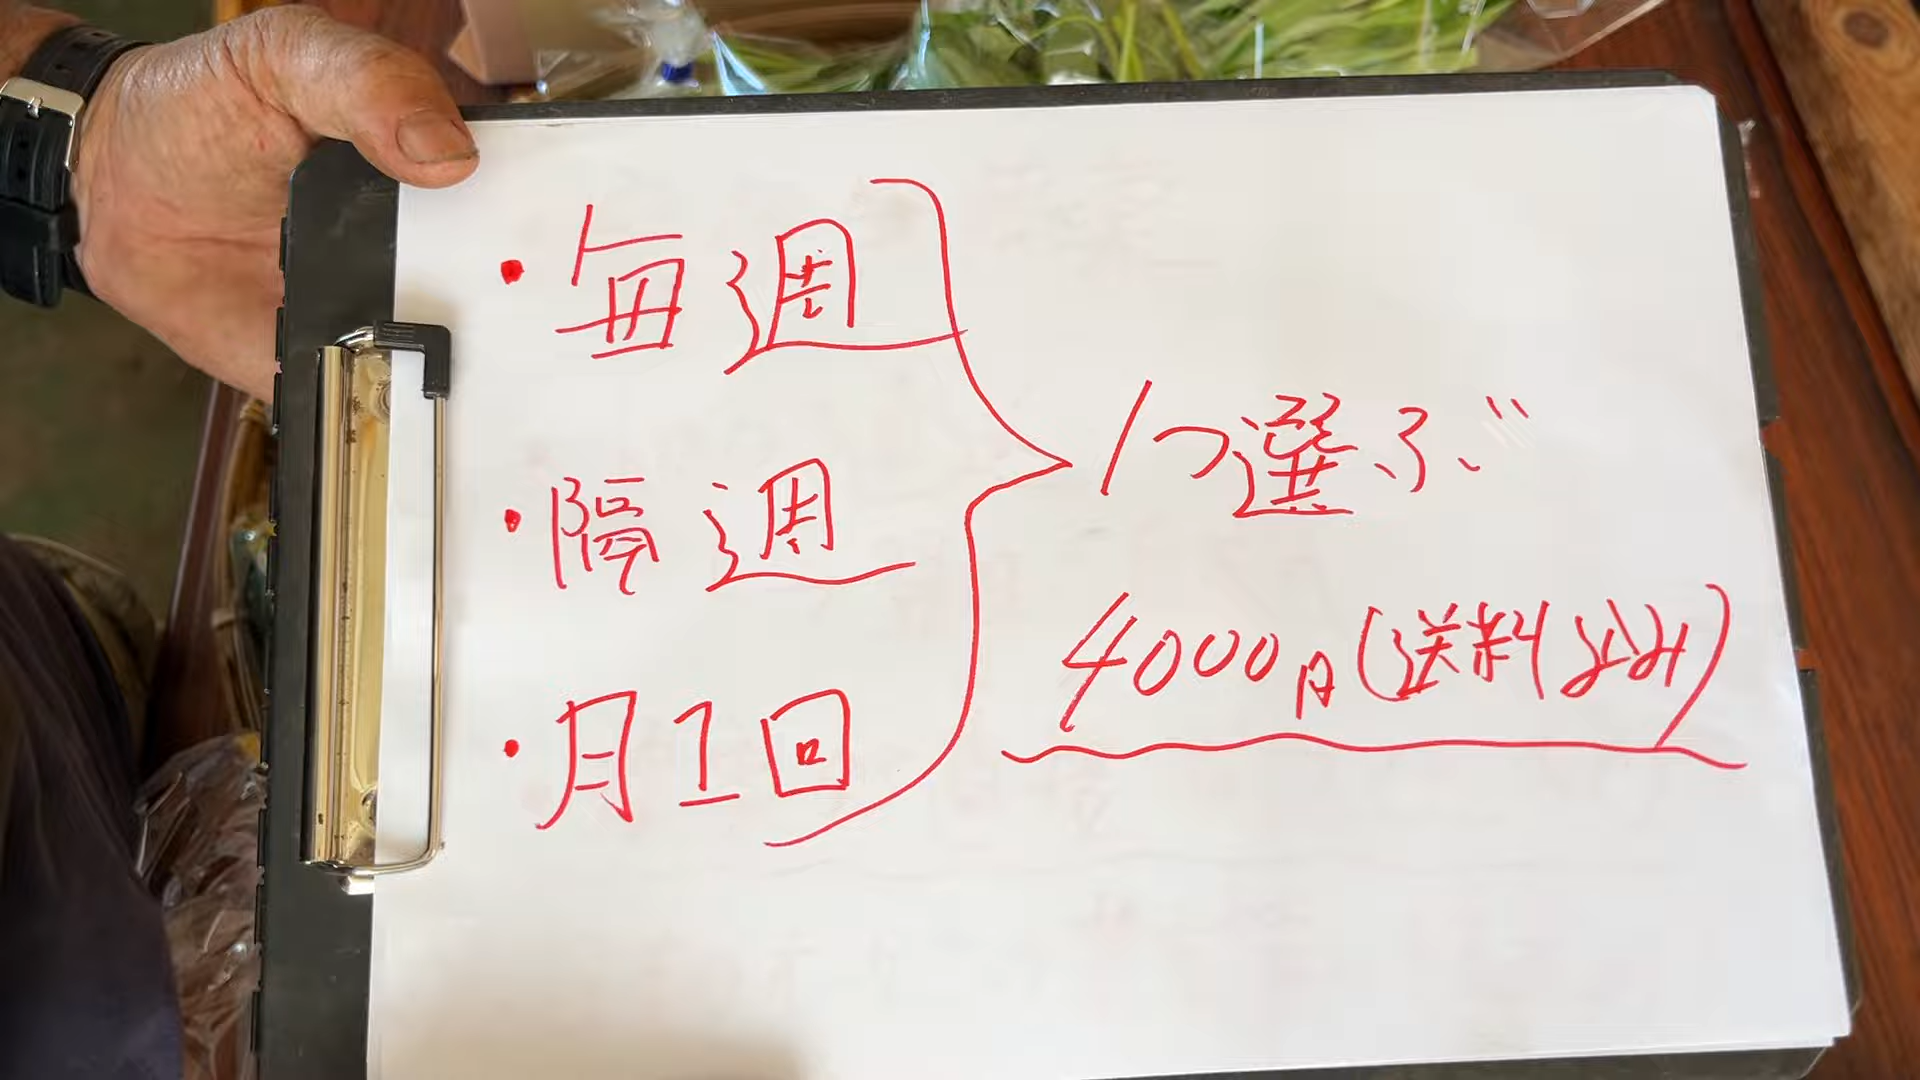 ・毎週
・隔週
・月1回
1つ選ぶ
4000円(送料込み)